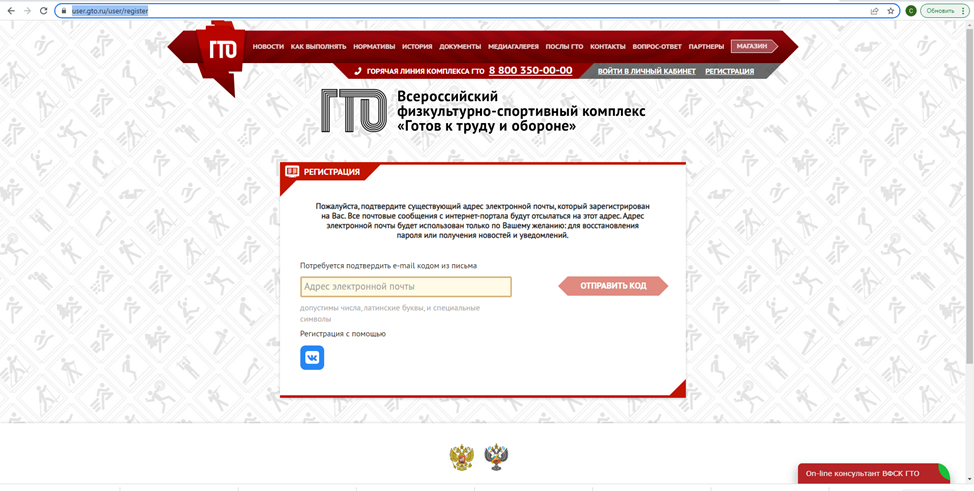 user.gto.ru/user/register
С
Обновить
ГТО
НОВОСТИ КАК ВЫПОЛНЯТЬ НОРМАТИВЫ ИСТОРИЯ ДОКУМЕНТЫ МЕДИАГАЛЕРЕЯ ПОСЛЫ ГТО КОНТАКТЫ ВОПРОС-ОТВЕТ ПАРТНЕРЫ МАГАЗИН
ГОРЯЧАЯ ЛИНИЯ КОМПЛЕКСА ГТО 8 800 350-00-00 ВОЙТИ В ЛИЧНЫЙ КАБИНЕТ РЕГИСТРАЦИЯ
ГТО
Всероссийский
физкультурно-спортивный комплекс
«Готов к труду и обороне»
РЕГИСТРАЦИЯ
Пожалуйста, подтвердите существующий адрес электронной почты, который зарегистрирован
на Вас. Все почтовые сообщения с интернет-портала будут отсылаться на этот адрес. Адрес
электронной почты будет использован только по Вашему желанию: для восстановления
пароля или получения новостей и уведомлений.
Потребуется подтвердить e-mail кодом из письма
Адрес электронной почты
ОТПРАВИТЬ КОД
допустимы числа, латинские буквы, и специальные
символы
Регистрация с помощью
On-line консультант ВФСК ГТО